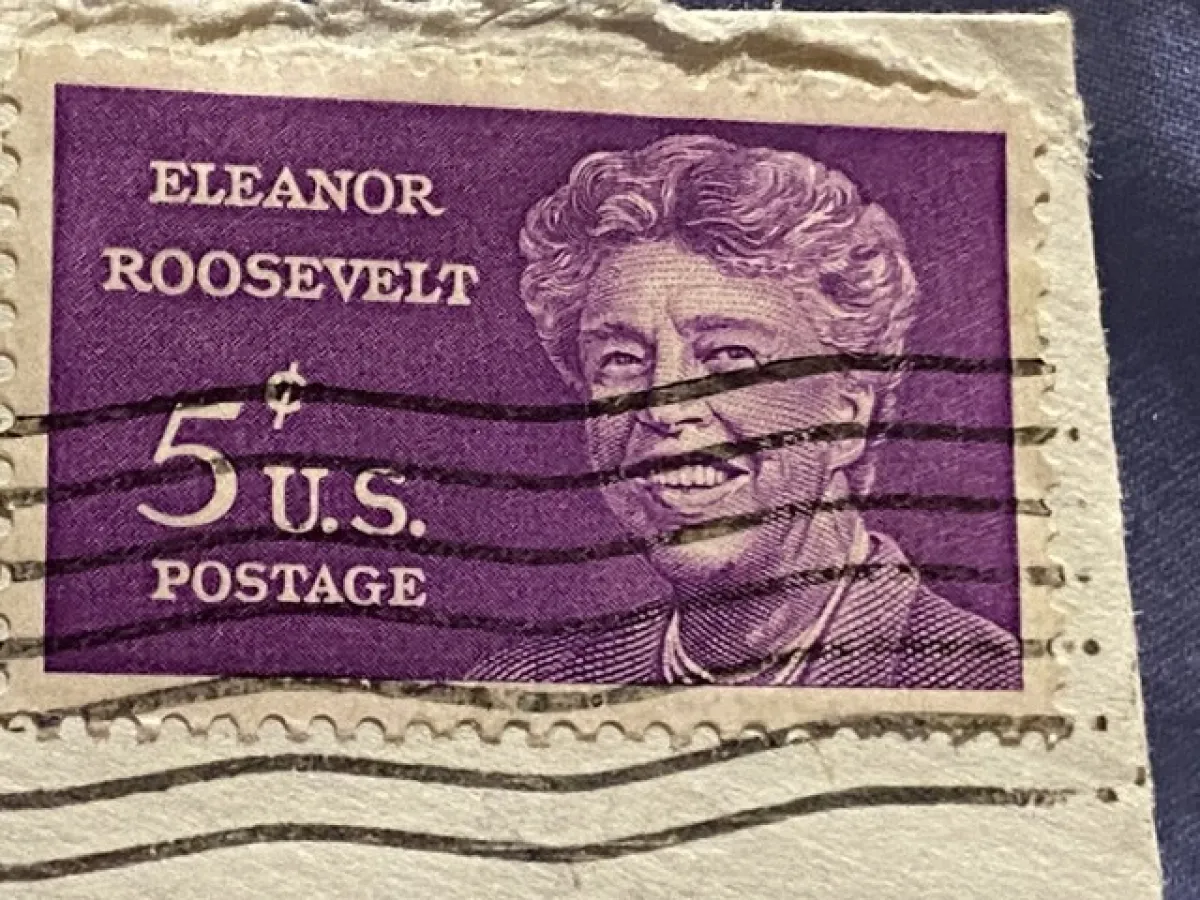 ELEANOR
ROOSEVELT
5¢ U.S.
POSTAGE